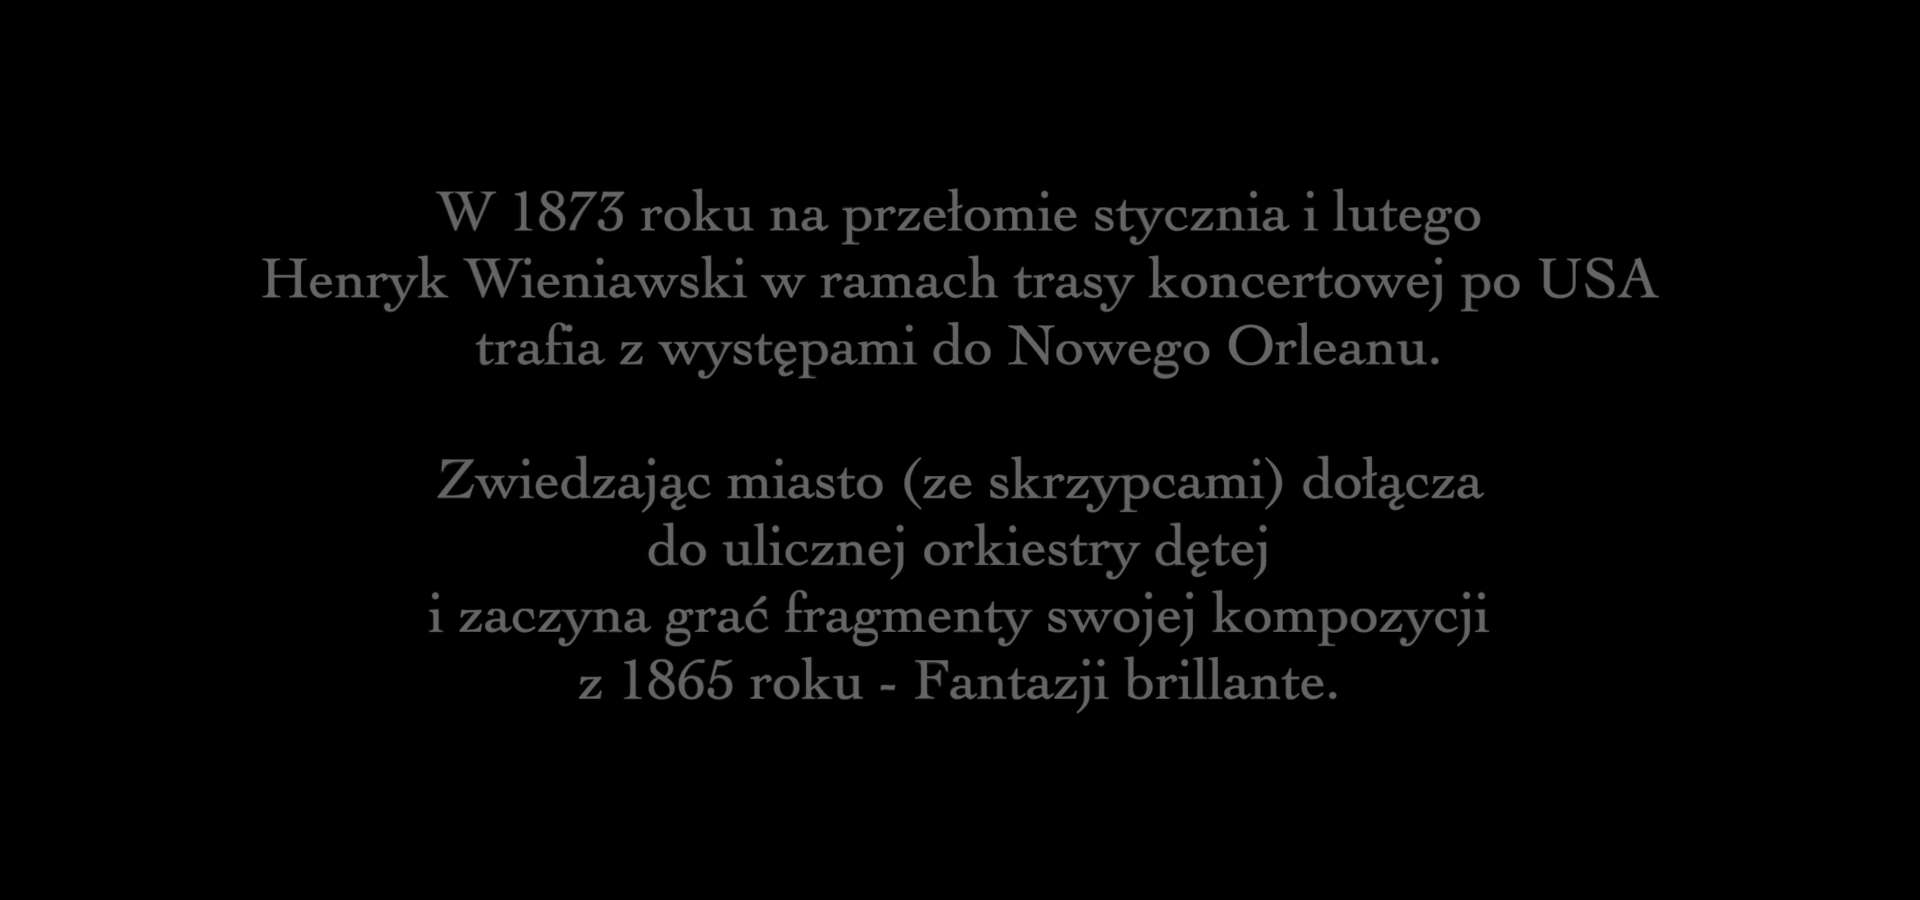 W 1873 roku na przełomie stycznia i lutego
Henryk Wieniawski w ramach trasy koncertowej po USA
trafia z występami do Nowego Orleanu.
Zwiedzając miasto (ze skrzypcami) dołącza
do ulicznej orkiestry dętej
i zaczyna grać fragmenty swojej kompozycji
z 1865 roku - Fantazji brillante.